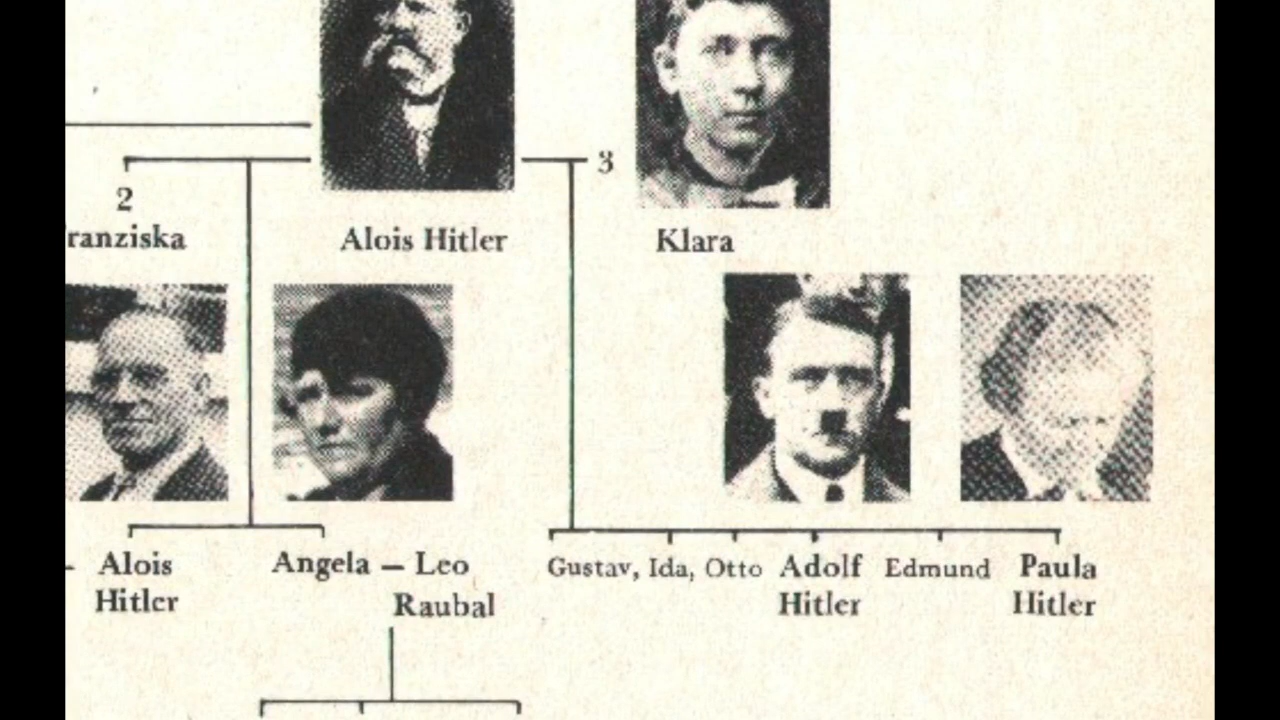 3
2
ranziska
Alois Hitler
Klara
Alois Hitler
Angela — Leo Raubal
Gustav, Ida, Otto
Adolf Hitler
Edmund
Paula Hitler